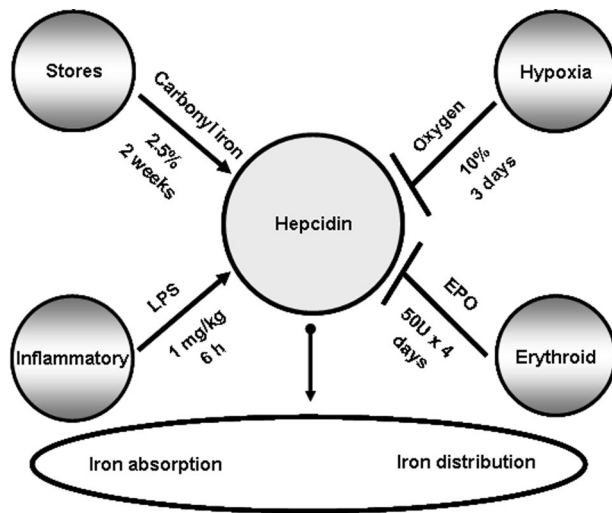 Stores
Carbonyl iron
2.5%
2 weeks
Hypoxia
Oxygen
10%
3 days
Hepcidin
Inflammatory
LPS
1 mg/kg
6 h
EPO
50U x 4
days
Erythroid
Iron absorption
Iron distribution